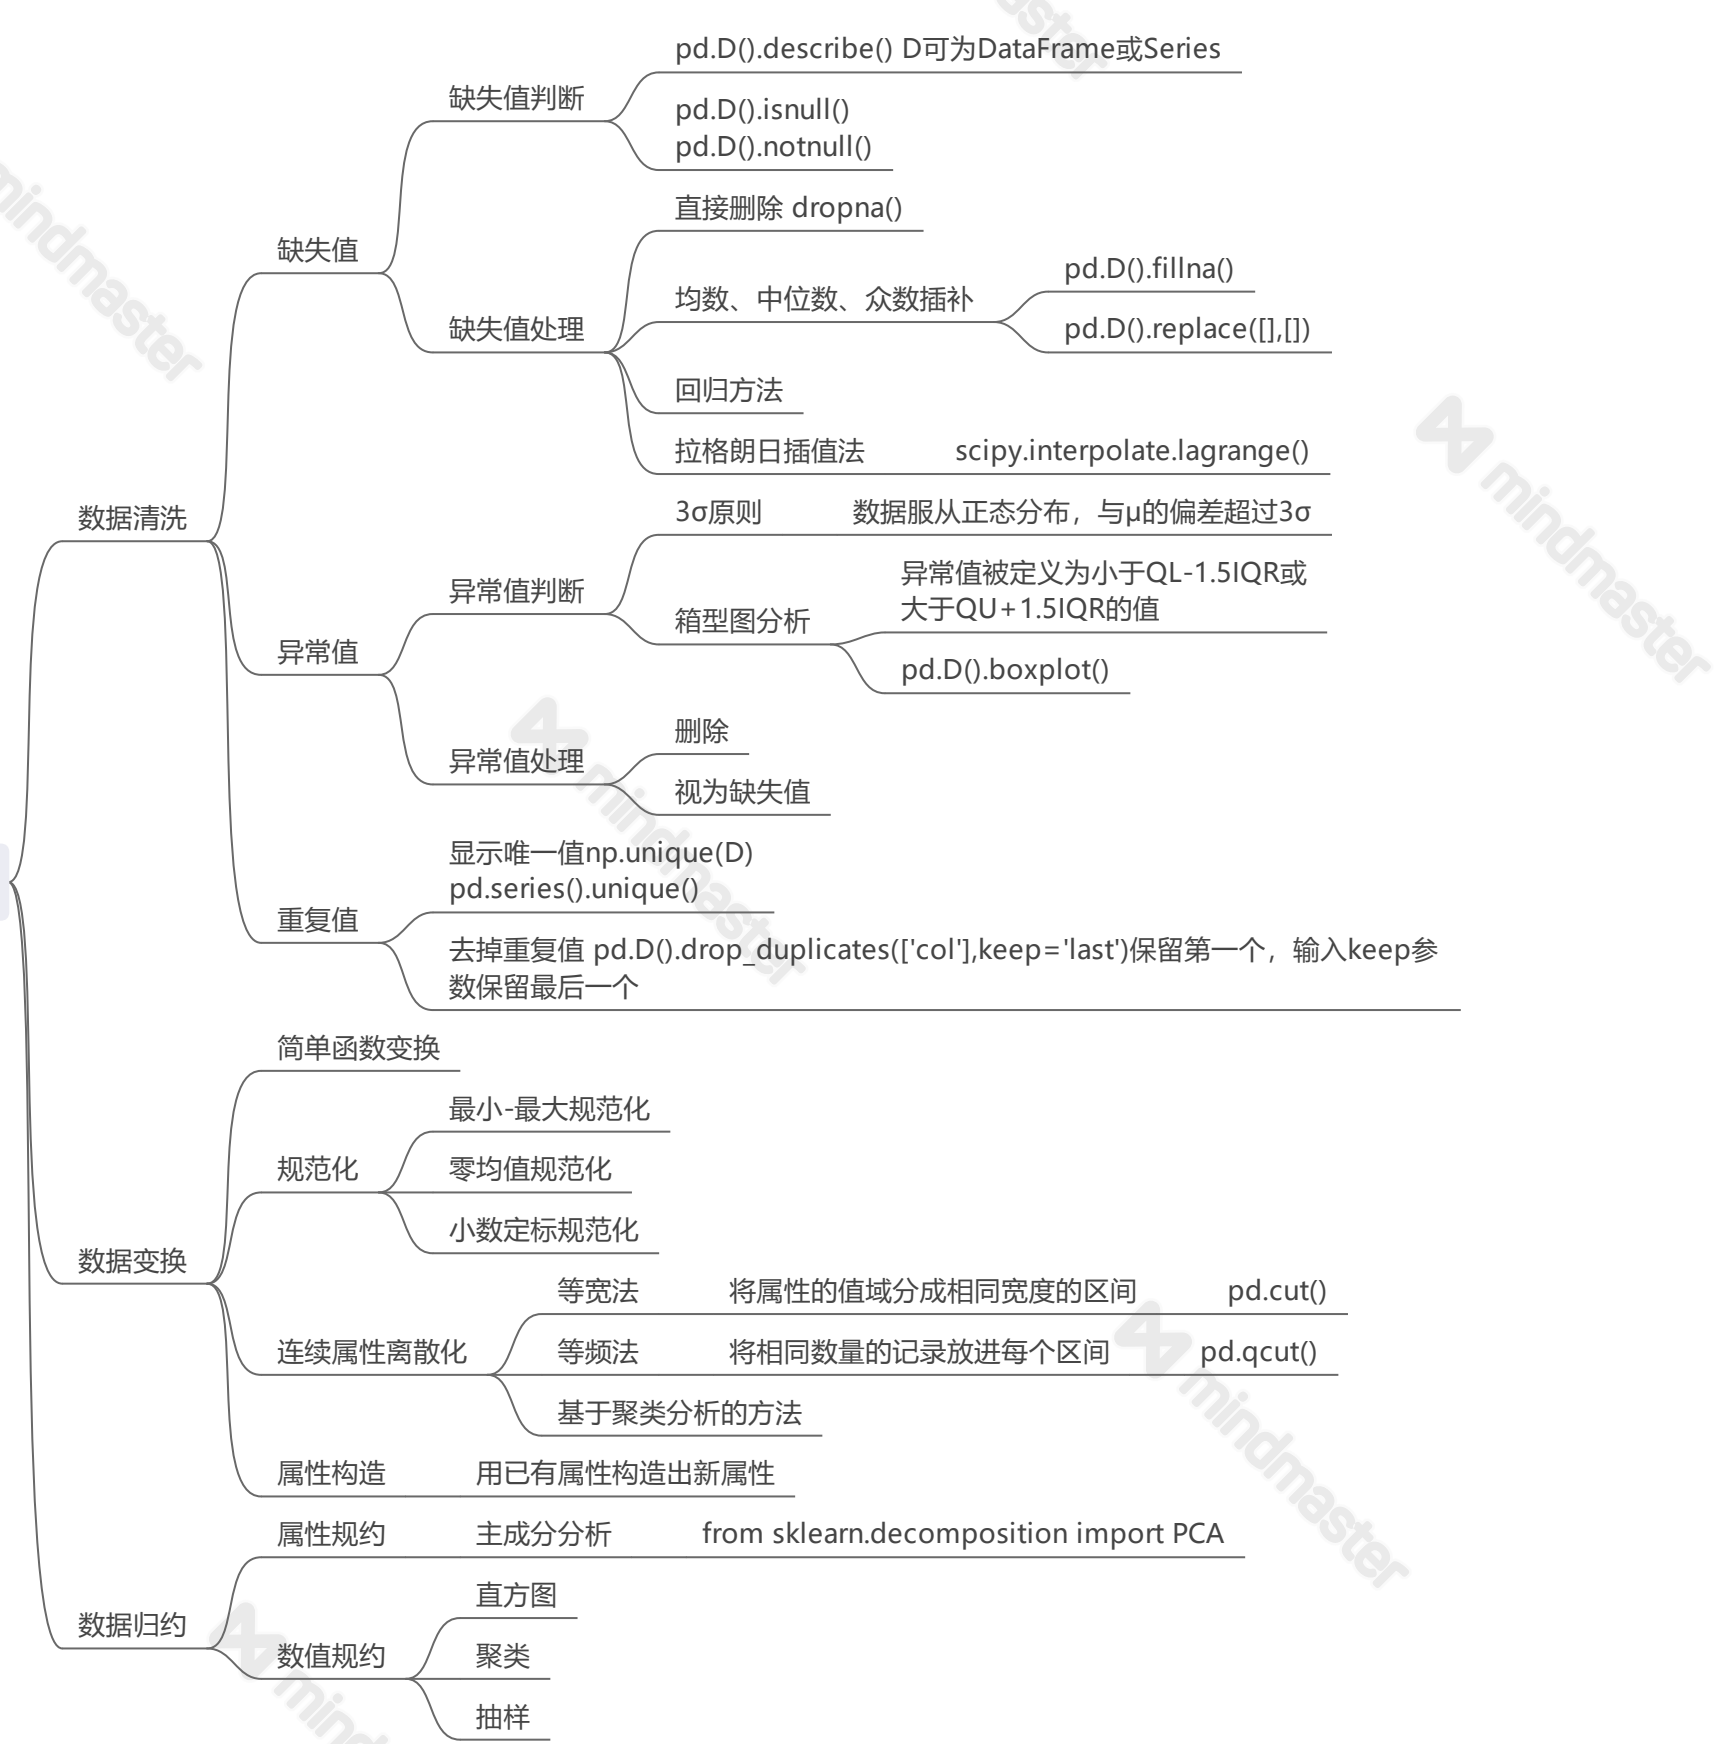 pd.D().describe() D可为DataFrame或Series
缺失值判断
pd.D().isnull()
pd.D().notnull()
直接删除 dropna()
缺失值
pd.D().fillna()
均数、中位数、众数插补
缺失值处理
pd.D().replace([],[])
回归方法
拉格朗日插值法 scipy.interpolate.lagrange()
数据清洗
3σ原则 数据服从正态分布，与μ的偏差超过3σ
异常值判断
异常值被定义为小于QL-1.5IQR或
大于QU+1.5IQR的值
箱型图分析
异常值
pd.D().boxplot()
删除
异常值处理
视为缺失值
显示唯一值np.unique(D)
pd.series().unique()
重复值
去掉重复值 pd.D().drop_duplicates(['col'],keep='last')保留第一个，输入keep参
数保留最后一个
简单函数变换
最小-最大规范化
规范化
零均值规范化
小数定标规范化
数据变换
等宽法 将属性的值域分成相同宽度的区间 pd.cut()
连续属性离散化
等频法 将相同数量的记录放进每个区间 pd.qcut()
基于聚类分析的方法
属性构造 用已有属性构造出新属性
属性规约 主成分分析 from sklearn.decomposition import PCA
数据归约
直方图
数值规约
聚类
抽样
mindmaster
mindmaster
mindmaster
mindmaster